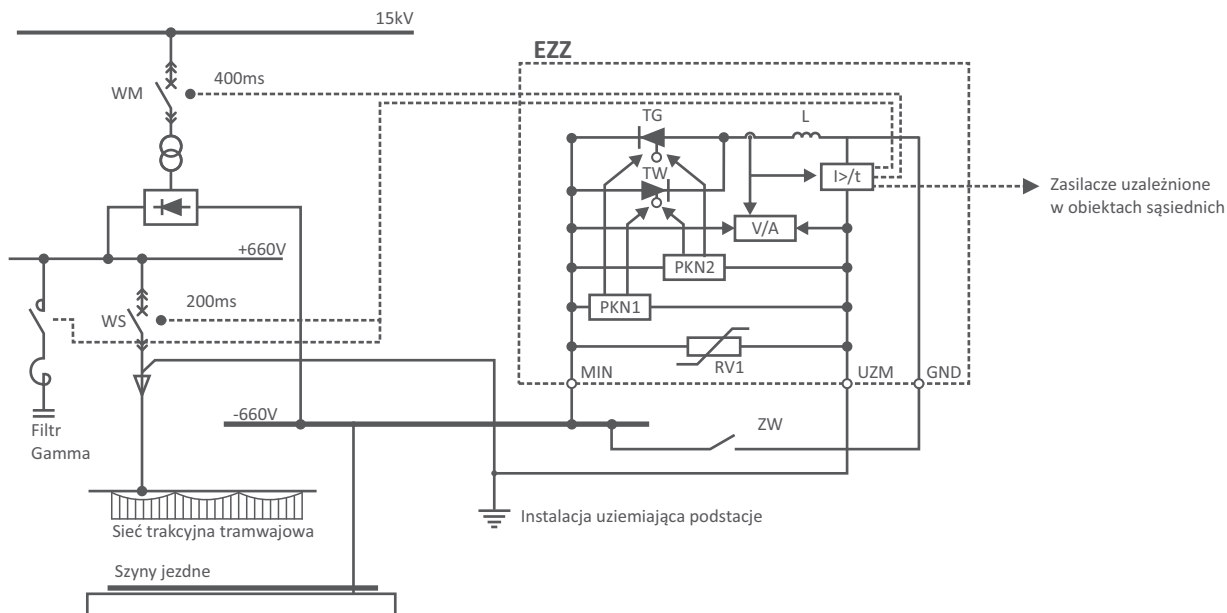 15kV
EZZ
400ms
WM
TG
L
TW
I>/t
Zasilacze uzależnione
w obiektach sąsiednich
V/A
+660V
PKN2
200ms
WS
PKN1
RV1
MIN
UZM
GND
-660V
ZW
Filtr
Gamma
Instalacja uziemiająca podstacje
Sieć trakcyjna tramwajowa
Szyny jezdne